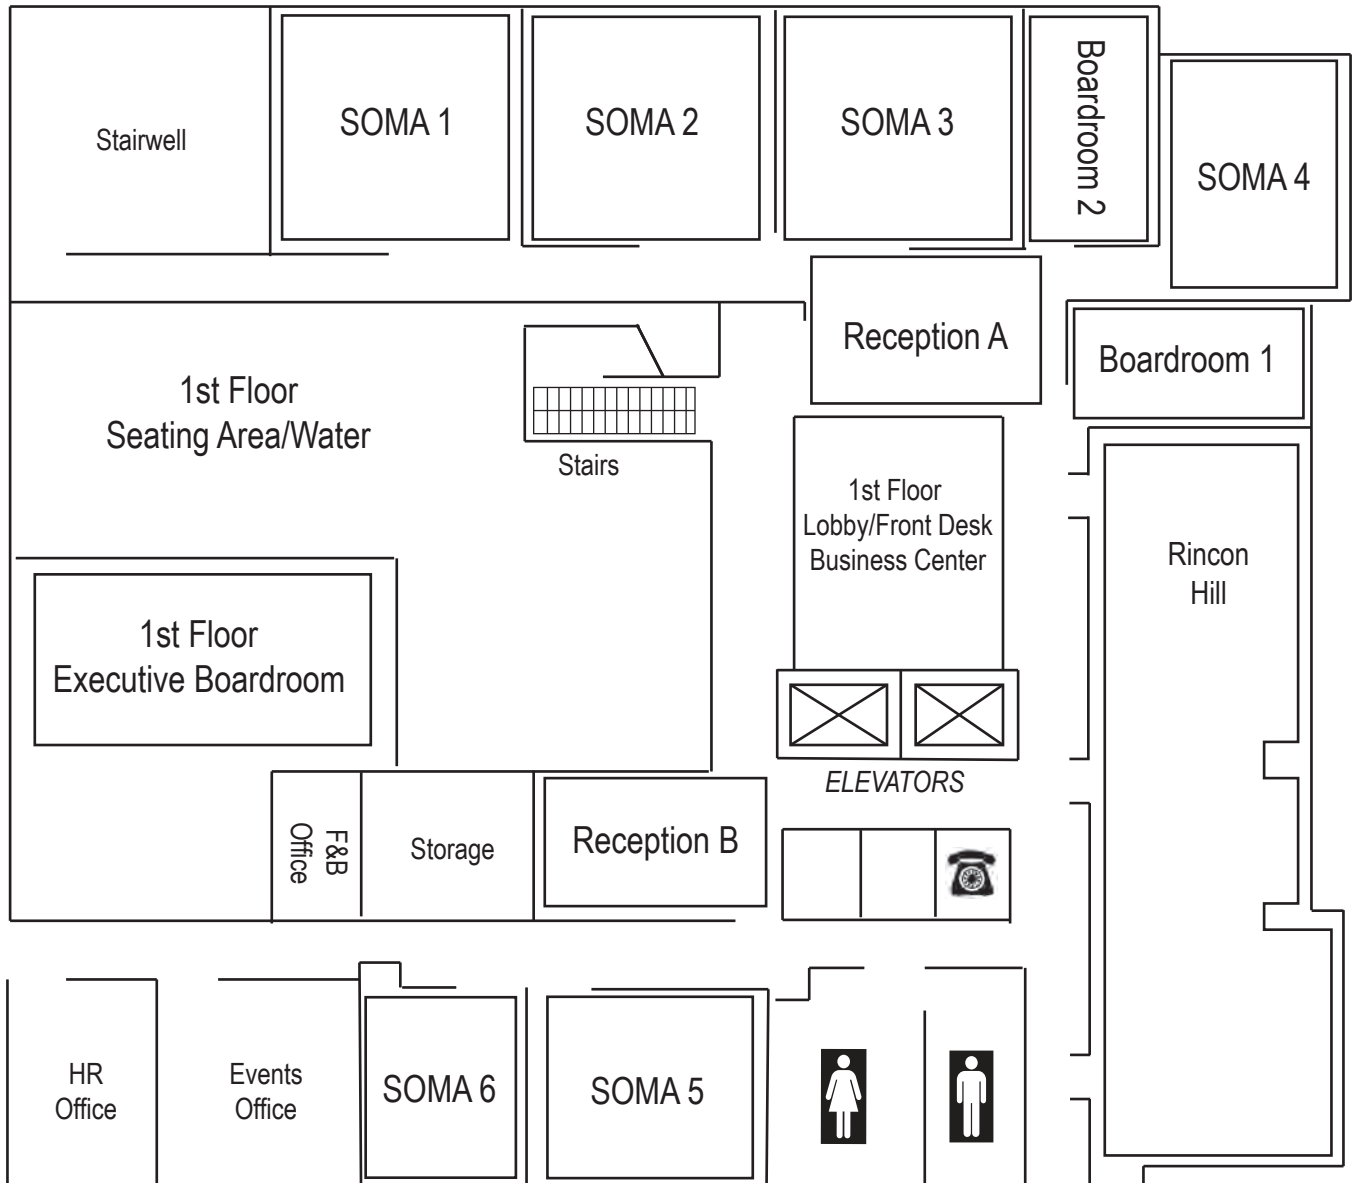 Stairwell
SOMA 1
SOMA 2
SOMA 3
Boardroom 2
SOMA 4
Reception A
Boardroom 1
1st Floor
Seating Area/Water
Stairs
1st Floor
Lobby/Front Desk
Business Center
Rincon
Hill
1st Floor
Executive Boardroom
ELEVATORS
F&B
Office
Storage
Reception B
HR
Office
Events
Office
SOMA 6
SOMA 5